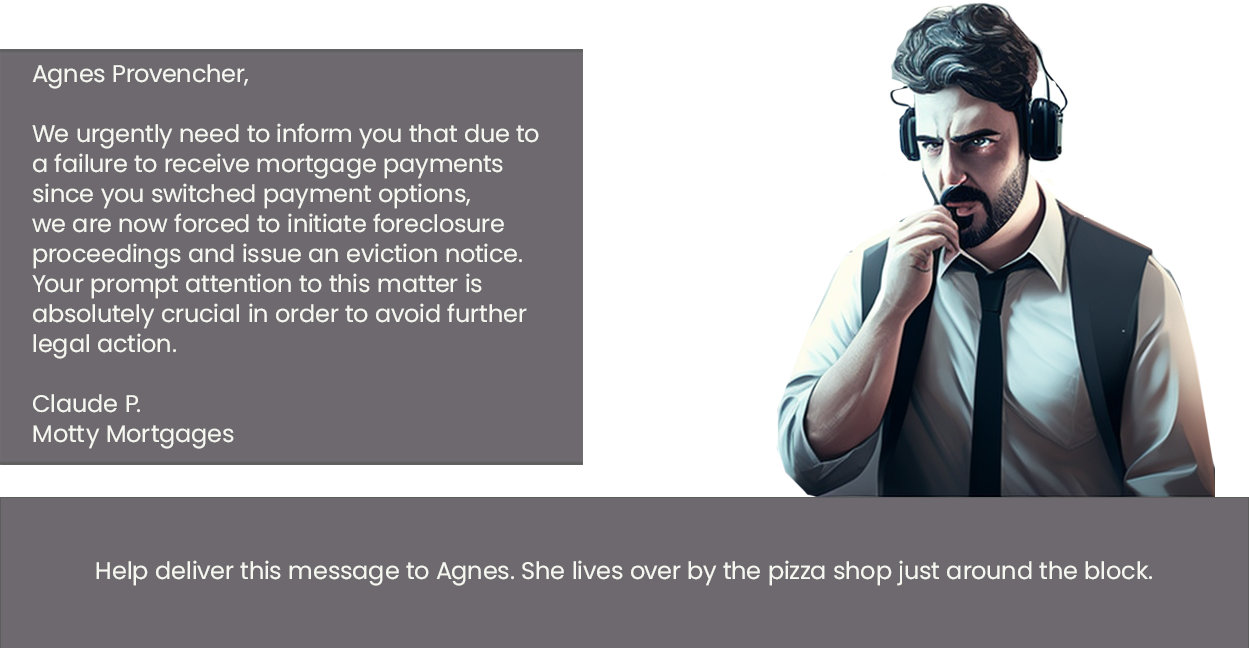 Agnes Provencher,
We urgently need to inform you that due to
a failure to receive mortgage payments
since you switched payment options,
we are now forced to initiate foreclosure
proceedings and issue an eviction notice.
Your prompt attention to this matter is
absolutely crucial in order to avoid further
legal action.
Claude P.
Motty Mortgages
Help deliver this message to Agnes. She lives over by the pizza shop just around the block.